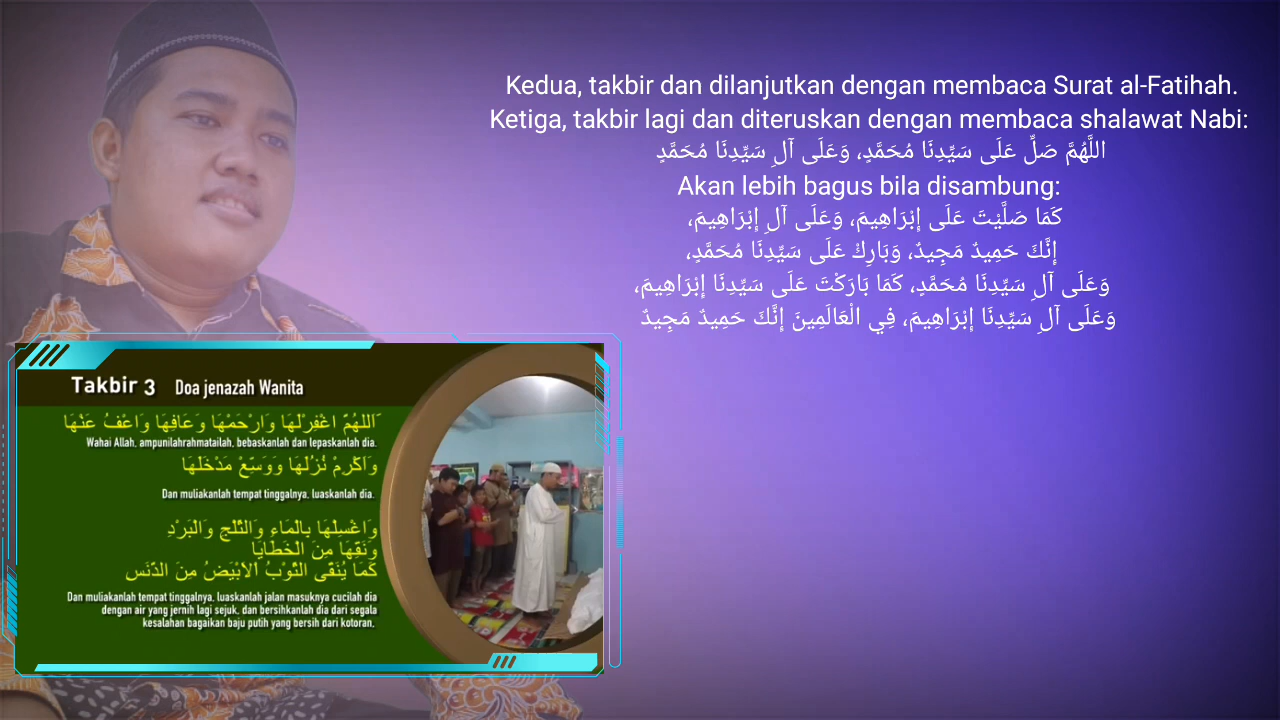 Kedua, takbir dan dilanjutkan dengan membaca Surat al-Fatihah.
Ketiga, takbir lagi dan diteruskan dengan membaca shalawat Nabi:
اللَّهُمَّ صَلِّ عَلَى سَيِّدِنَا مُحَمَّدٍ، وَعَلَى آلِ سَيِّدِنَا مُحَمَّدٍ
Akan lebih bagus bila disambung:
كَمَا صَلَّيْتَ عَلَى إِبْرَاهِيمَ، وَعَلَى آلِ إِبْرَاهِيمَ،
إِنَّكَ حَمِيدٌ مَجِيدٌ، وَبَارِكْ عَلَى سَيِّدِنَا مُحَمَّدٍ،
وَعَلَى آلِ سَيِّدِنَا مُحَمَّدٍ، كَمَا بَارَكْتَ عَلَى سَيِّدِنَا إِبْرَاهِيمَ،
وَعَلَى آلِ سَيِّدِنَا إِبْرَاهِيمَ، فِي الْعَالَمِينَ إِنَّكَ حَمِيدٌ مَجِيدٌ
Takbir 3 Doa jenazah Wanita
اَللهُمَّ اغْفِرْلَهَا وَارْحَمْهَا وَعَافِهَا وَاعْفُ عَنْهَا
Wahai Allah, ampunilahrahmatailah, bebaskanlah dan lepaskanlah dia.
وَاَكْرِمْ نُزُلَهَا وَوَسِّعْ مَدْخَلَهَا
Dan muliakanlah tempat tinggalnya, luaskanlah dia.
وَاغْسِلْهَا بِالْمَاءِ وَالثَّلْجِ وَالْبَرْدِ
وَنَقِّهَا مِنَ الْخَطَايَا
كَمَا يُنَقَّى الثَّوْبُ اْلاَبْيَضُ مِنَ الدَّنَسِ
Dan muliakanlah tempat tinggalnya, luaskanlah jalan masuknya cucilah dia
dengan air yang jernih lagi sejuk, dan bersihkanlah dia dari segala
kesalahan bagaikan baju putih yang bersih dari kotoran,